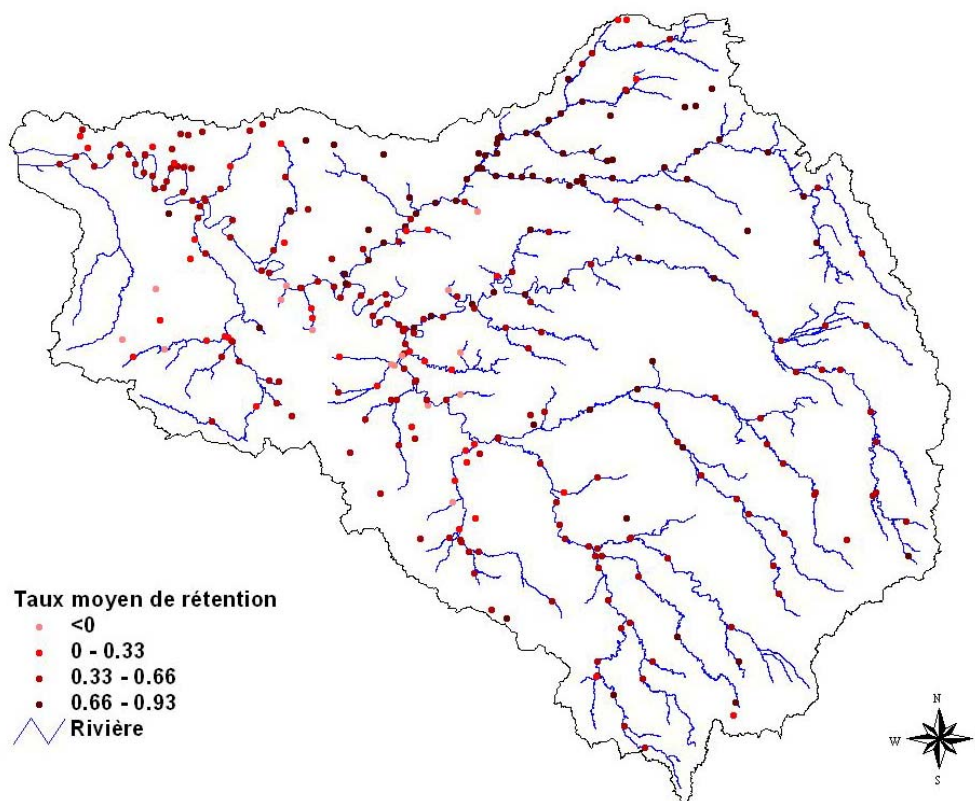 Taux moyen de rétention
<0
0 - 0.33
0.33 - 0.66
0.66 - 0.93
Rivière
N
W
S